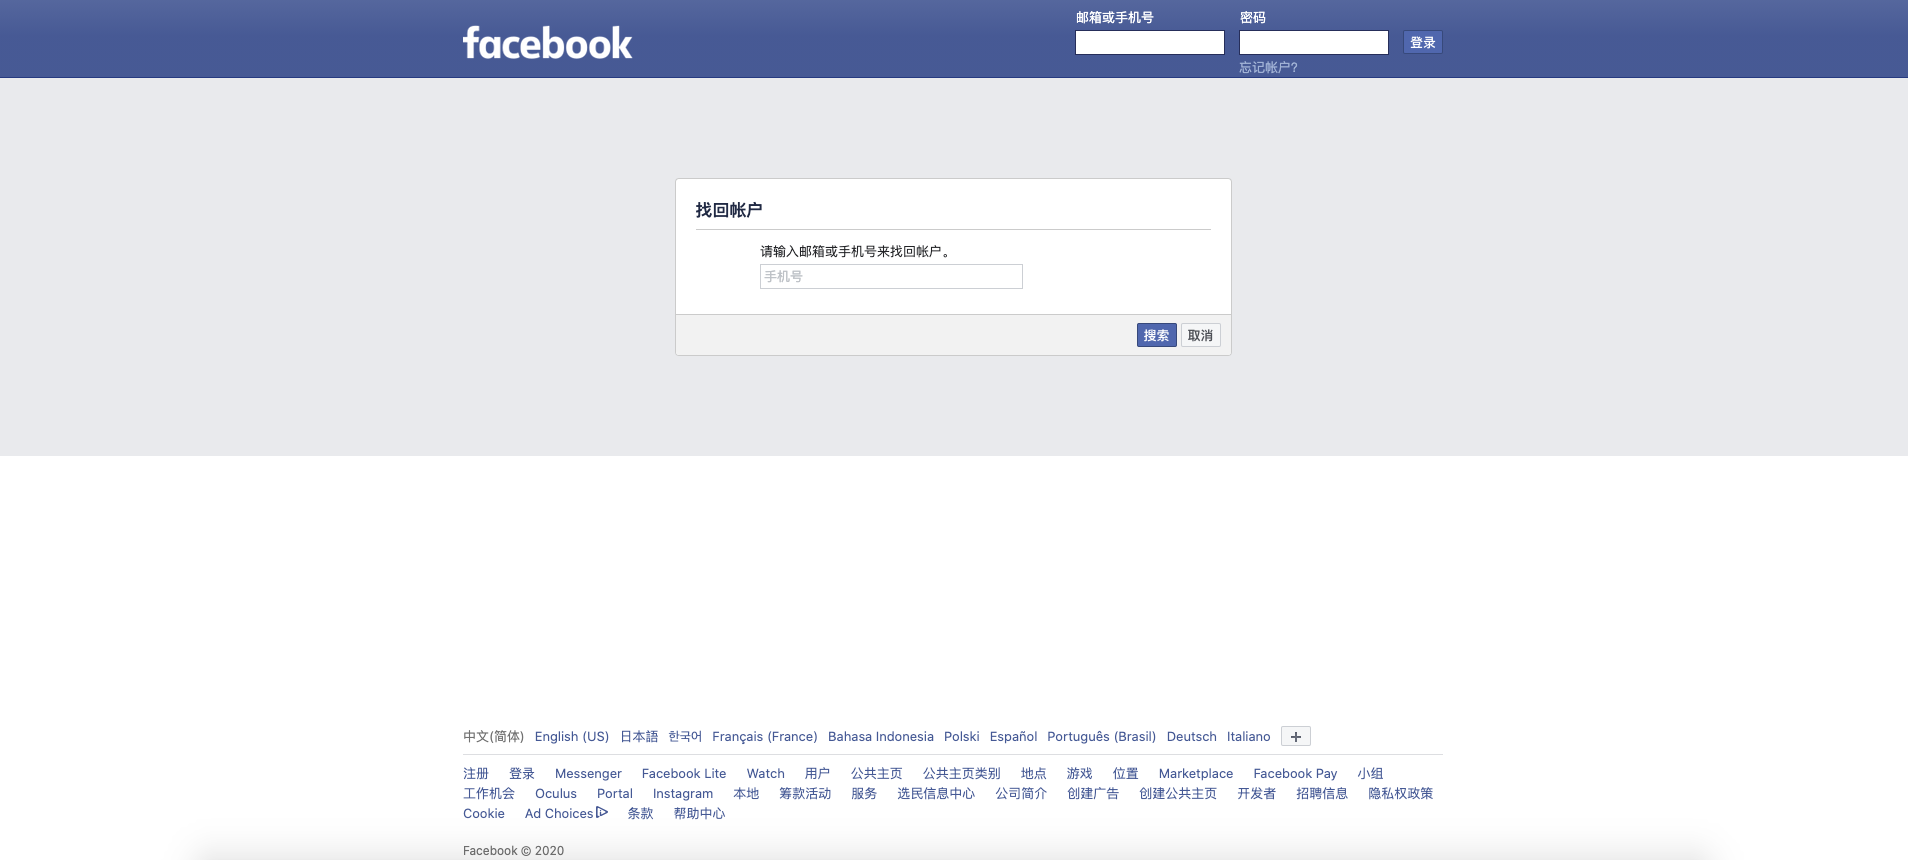 facebook
邮箱或手机号 密码
登录
忘记帐户?
找回帐户
请输入邮箱或手机号来找回帐户。
手机号
搜索 取消
中文(简体) English (US) 日本語 한국어 Français (France) Bahasa Indonesia Polski Español Português (Brasil) Deutsch Italiano
注册 登录 Messenger Facebook Lite Watch 用户 公共主页 公共主页类别 地点 游戏 位置 Marketplace Facebook Pay 小组
工作机会 Oculus Portal Instagram 本地 筹款活动 服务 选民信息中心 公司简介 创建广告 创建公共主页 开发者 招聘信息 隐私权政策
Cookie Ad Choices 条款 帮助中心
Facebook © 2020